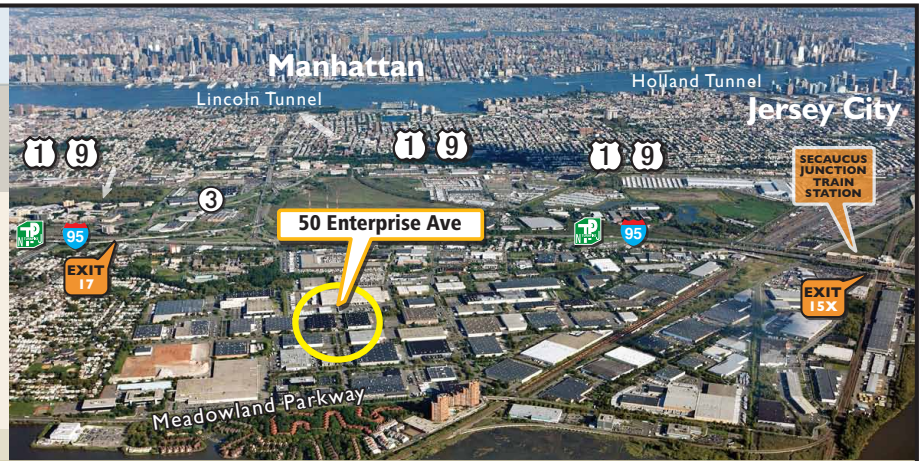 Manhattan
Lincoln Tunnel
Holland Tunnel
Jersey City
1 9
1 9
1 9
3
SECAUCUS
JUNCTION
TRAIN
STATION
50 Enterprise Ave
95
95
EXIT
17
EXIT
15X
Meadowland Parkway